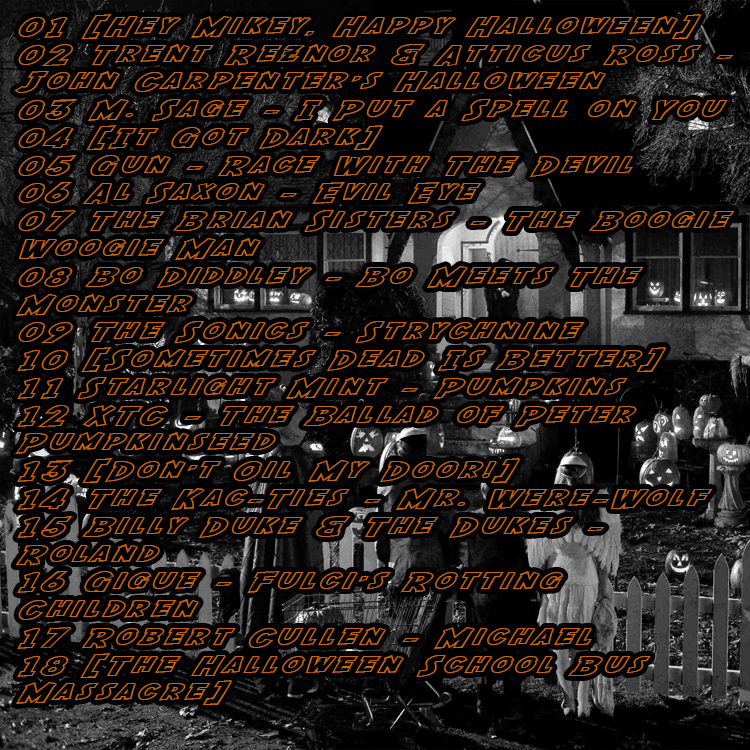 01 [Hey Mikey, Happy Halloween]
02 Trent Reznor & Atticus Ross -
John Carpenter's Halloween
03 M. Sage - I Put a Spell on You
04 [It Got Dark]
05 Gun - Race With The Devil
06 Al Saxon - Evil Eye
07 The Brian Sisters - The Boogie
Woogie Man
08 Bo Diddley - Bo Meets The
Monster
09 The Sonics - Strychnine
10 [Sometimes Dead Is Better]
11 Starlight Mint - Pumpkins
12 XTC - The Ballad of Peter
Pumpkinseed
13 [Don't Oil My Door!]
14 The Kac-Ties - Mr. Were-Wolf
15 Billy Duke & The Dukes -
Roland
16 Gigue - Fulci's Rotting
Children
17 Robert Cullen - Michael
18 [The Halloween School Bus
Massacre]